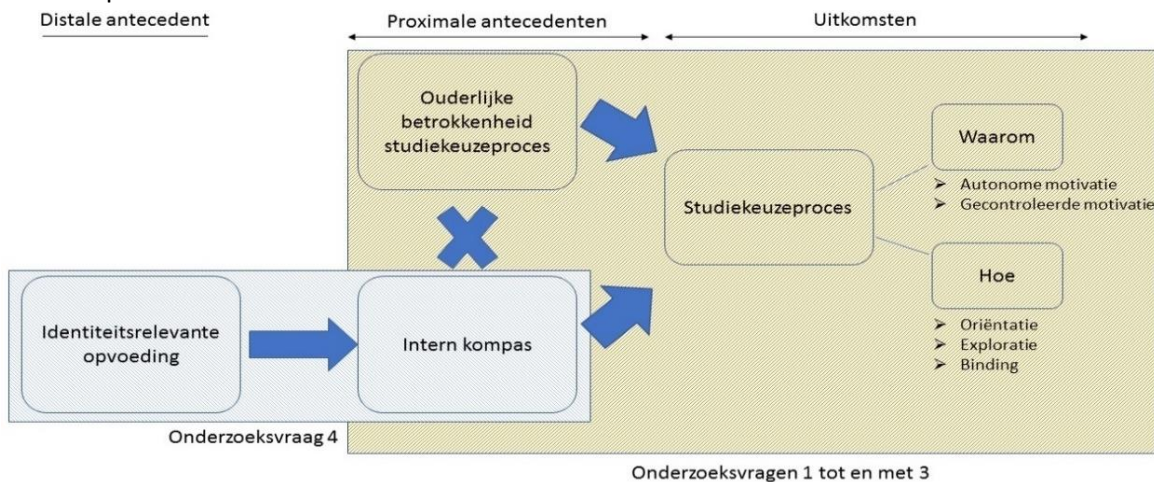 Distale antecedent
Proximale antecedenten
Uitkomsten
Ouderlijke
betrokkenheid
studiekeuzeproces
Waarom
➢ Autonome motivatie
➢ Gecontroleerde motivatie
Studiekeuzeproces
Hoe
➢ Oriëntatie
➢ Exploratie
➢ Binding
Identiteitsrelevante
opvoeding
Intern kompas
Onderzoeksvraag 4
Onderzoeksvragen 1 tot en met 3